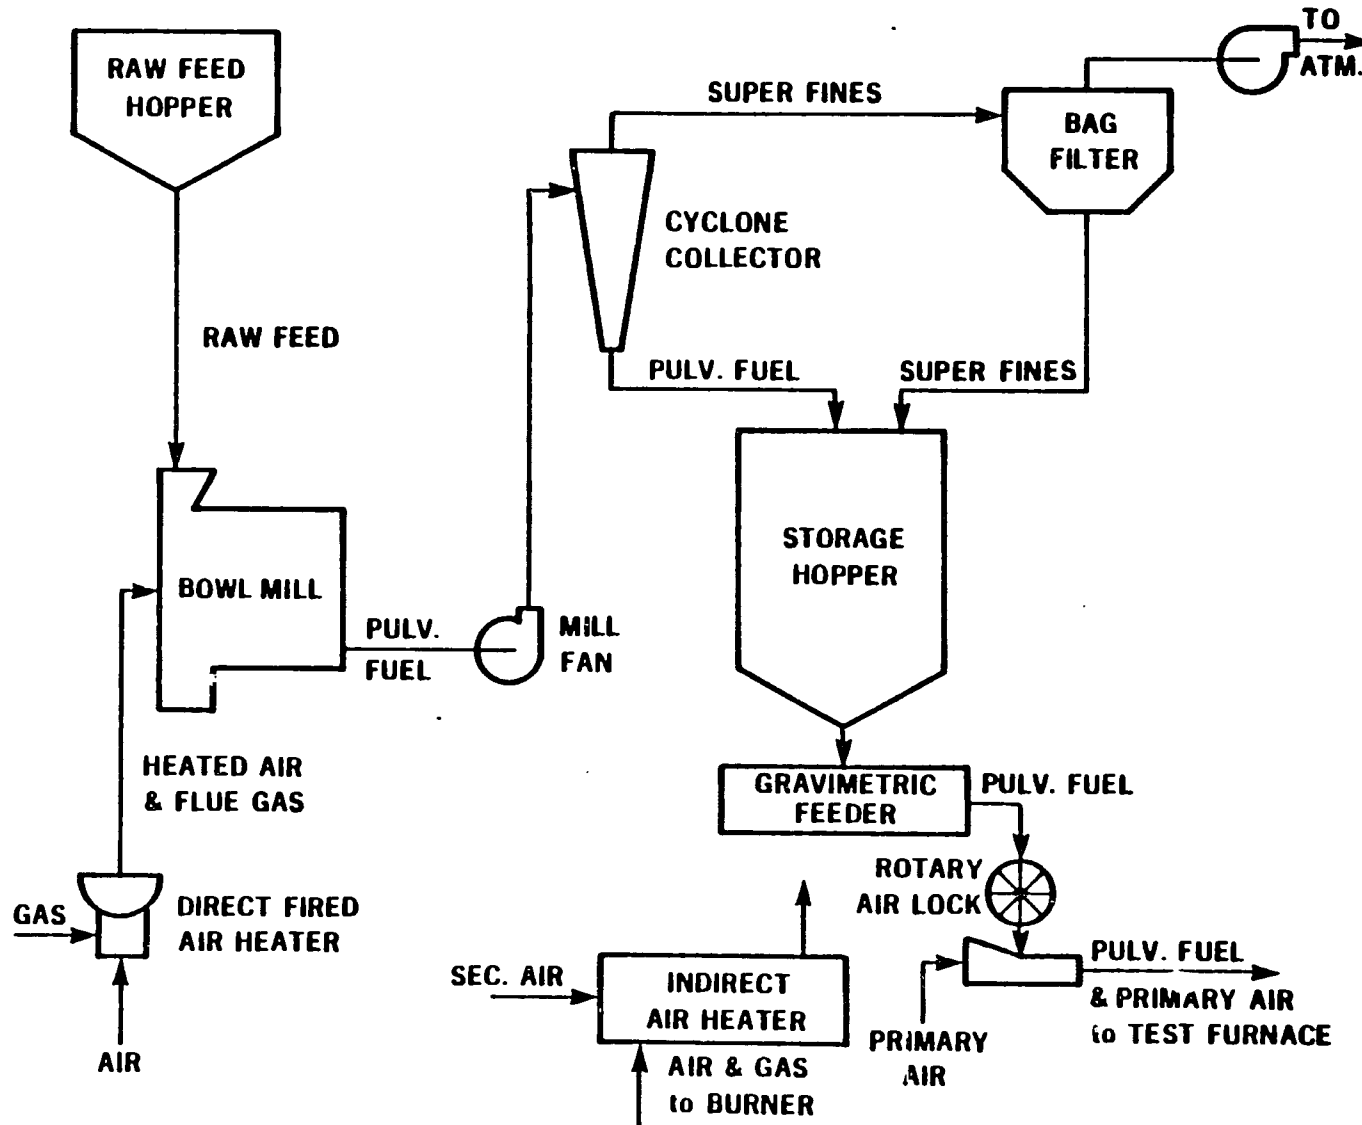 RAW FEED
HOPPER
SUPER FINES
TO
ATM.
BAG
FILTER
CYCLONE
COLLECTOR
RAW FEED
PULV. FUEL
SUPER FINES
STORAGE
HOPPER
BOWL MILL
PULV.
FUEL
MILL
FAN
HEATED AIR
& FLUE GAS
GRAVIMETRIC
FEEDER
PULV. FUEL
ROTARY
AIR LOCK
GAS
DIRECT FIRED
AIR HEATER
AIR
SEC. AIR
INDIRECT
AIR HEATER
AIR & GAS
to BURNER
PRIMARY
AIR
PULV. FUEL
& PRIMARY AIR
to TEST FURNACE